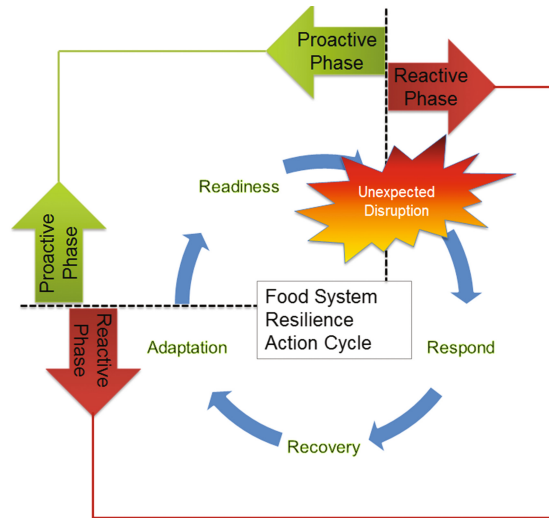 Proactive
Phase
Reactive
Phase
Readiness
Unexpected
Disruption
Proactive
Phase
Food System
Resilience
Action Cycle
Reactive
Phase
Adaptation
Respond
Recovery